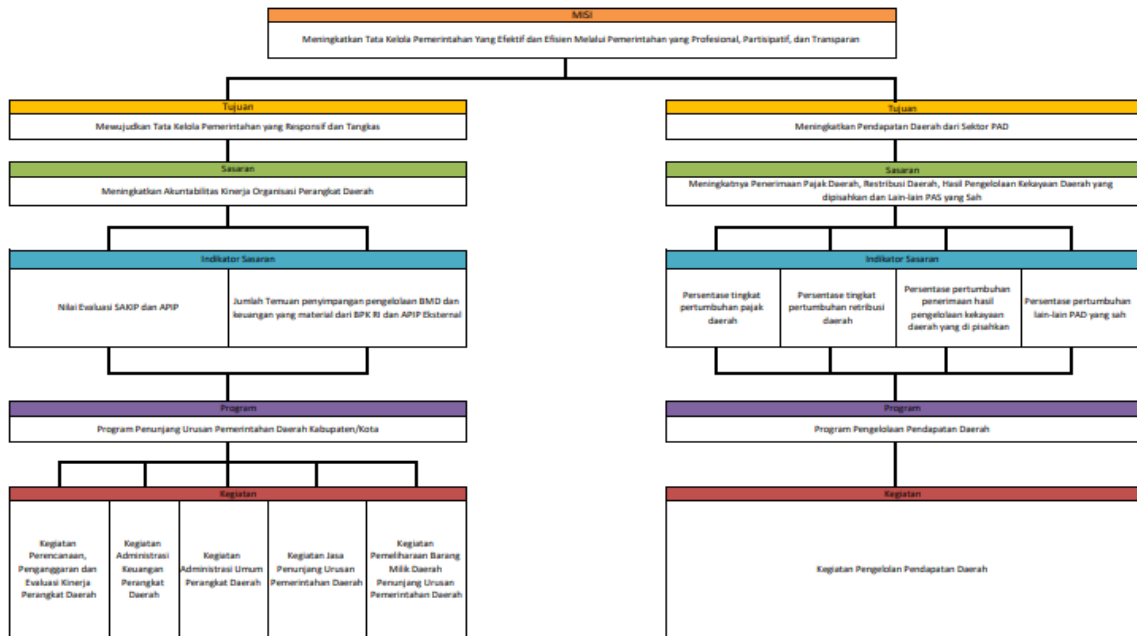 MISI
Meningkatkan Tata Kelola Pemerintahan Yang Efektif dan Efisien Melalui Pemerintahan yang Profesional, Partisipatif, dan Transparan
Tujuan
Mewujudkan Tata Kelola Pemerintahan yang Responsif dan Tangkas
Sasaran
Meningkatkan Akuntabilitas Kinerja Organisasi Perangkat Daerah
Indikator Sasaran
Nilai Evaluasi SAKIP dan APIP
Jumlah Temuan penyimpangan pengelolaan BMD dan
keuangan yang material dari BPK RI dan APIP Eksternal
Program
Program Penunjang Urusan Pemerintahan Daerah Kabupaten/Kota
Kegiatan
Kegiatan
Perencanaan,
Penganggaran dan
Evaluasi Kinerja
Perangkat Daerah
Kegiatan
Administrasi
Keuangan
Perangkat
Daerah
Kegiatan
Administrasi Umum
Perangkat Daerah
Kegiatan Jasa
Penunjang Urusan
Pemerintahan Daerah
Kegiatan
Pemeliharaan Barang
Milik Daerah
Penunjang Urusan
Pemerintahan Daerah
Tujuan
Meningkatkan Pendapatan Daerah dari Sektor PAD
Sasaran
Meningkatnya Penerimaan Pajak Daerah, Restribusi Daerah, Hasil Pengelolaan Kekayaan Daerah yang
dipisahkan dan Lain-lain PAS yang Sah
Indikator Sasaran
Persentase tingkat
pertumbuhan pajak
daerah
Persentase tingkat
pertumbuhan retribusi
daerah
Persentase pertumbuhan
penerimaan hasil
pengelolaan kekayaan
daerah yang di pisahkan
Persentase pertumbuhan
lain-lain PAD yang sah
Program
Program Pengelolaan Pendapatan Daerah
Kegiatan
Kegiatan Pengelolan Pendapatan Daerah